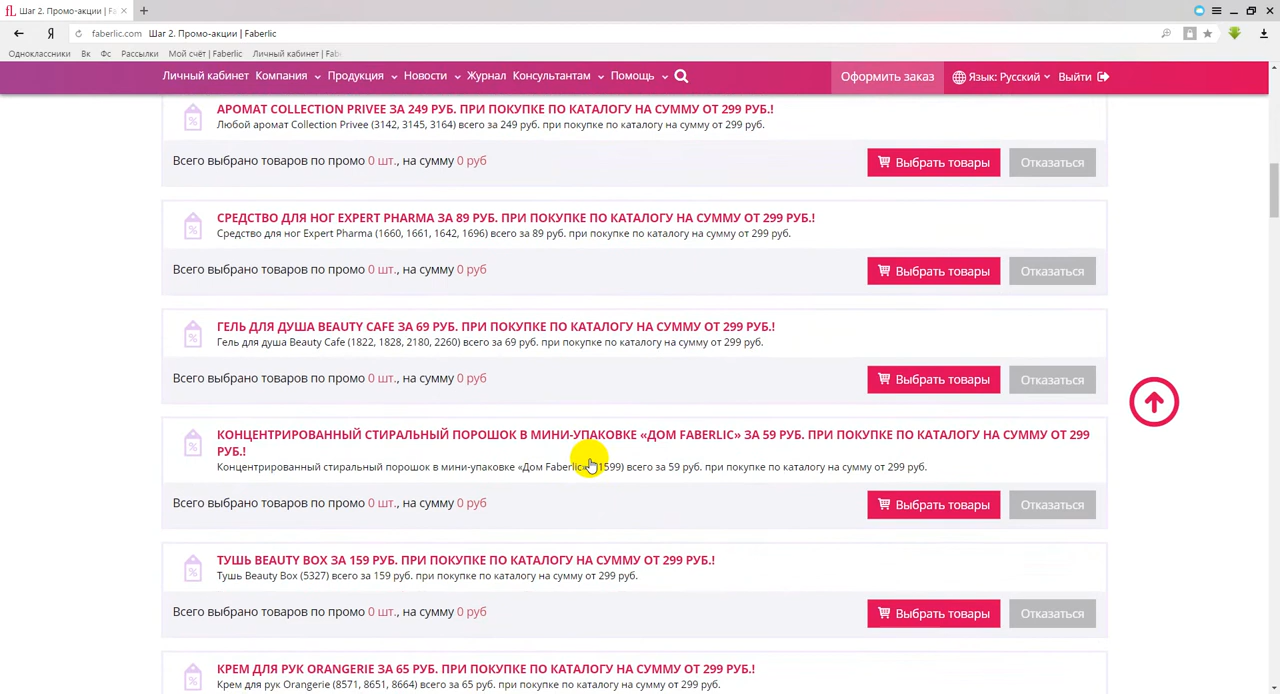 Шаг 2. Промо-акции | Fa
faberlic.com Шаг 2. Промо-акции | Faberlic
Одноклассники Вк Фс Рассылки Мой счёт | Faberlic Личный кабинет | Fab
Личный кабинет Компания Продукция Новости Журнал Консультантам Помощь Оформить заказ Язык: Русский Выйти
АРОМАТ COLLECTION PRIVEE ЗА 249 РУБ. ПРИ ПОКУПКЕ ПО КАТАЛОГУ НА СУММУ ОТ 299 РУБ.!
Любой аромат Collection Privee (3142, 3145, 3164) всего за 249 руб. при покупке по каталогу на сумму от 299 руб.
Всего выбрано товаров по промо 0 шт., на сумму 0 руб Выбрать товары Отказаться
СРЕДСТВО ДЛЯ НОГ EXPERT PHARMA ЗА 89 РУБ. ПРИ ПОКУПКЕ ПО КАТАЛОГУ НА СУММУ ОТ 299 РУБ.!
Средство для ног Expert Pharma (1660, 1661, 1642, 1696) всего за 89 руб. при покупке по каталогу на сумму от 299 руб.
Всего выбрано товаров по промо 0 шт., на сумму 0 руб Выбрать товары Отказаться
ГЕЛЬ ДЛЯ ДУША BEAUTY CAFE ЗА 69 РУБ. ПРИ ПОКУПКЕ ПО КАТАЛОГУ НА СУММУ ОТ 299 РУБ.!
Гель для душа Beauty Cafe (1822, 1828, 2180, 2260) всего за 69 руб. при покупке по каталогу на сумму от 299 руб.
Всего выбрано товаров по промо 0 шт., на сумму 0 руб Выбрать товары Отказаться
КОНЦЕНТРИРОВАННЫЙ СТИРАЛЬНЫЙ ПОРОШОК В МИНИ-УПАКОВКЕ «ДОМ FABERLIC» ЗА 59 РУБ. ПРИ ПОКУПКЕ ПО КАТАЛОГУ НА СУММУ ОТ 299
РУБ.!
Концентрированный стиральный порошок в мини-упаковке «Дом Faberlic» 1599) всего за 59 руб. при покупке по каталогу на сумму от 299 руб.
Всего выбрано товаров по промо 0 шт., на сумму 0 руб Выбрать товары Отказаться
ТУШЬ BEAUTY BOX ЗА 159 РУБ. ПРИ ПОКУПКЕ ПО КАТАЛОГУ НА СУММУ ОТ 299 РУБ.!
Тушь Beauty Box (5327) всего за 159 руб. при покупке по каталогу на сумму от 299 руб.
Всего выбрано товаров по промо 0 шт., на сумму 0 руб Выбрать товары Отказаться
КРЕМ ДЛЯ РУК ORANGERIE ЗА 65 РУБ. ПРИ ПОКУПКЕ ПО КАТАЛОГУ НА СУММУ ОТ 299 РУБ.!
Крем для рук Orangerie (8571, 8651, 8664) всего за 65 руб. при покупке по каталогу на сумму от 299 руб.